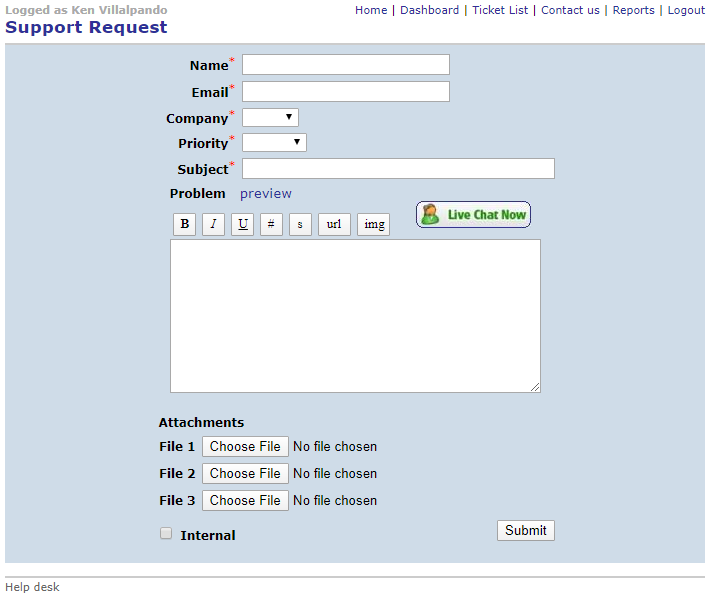 Logged as Ken Villalpando
Home | Dashboard | Ticket List | Contact us | Reports | Logout
Support Request
Name*
Email*
Company*
Priority*
Subject*
Problem preview
B I U # s url img
Live Chat Now
Attachments
File 1 Choose File No file chosen
File 2 Choose File No file chosen
File 3 Choose File No file chosen
Internal Submit
Help desk